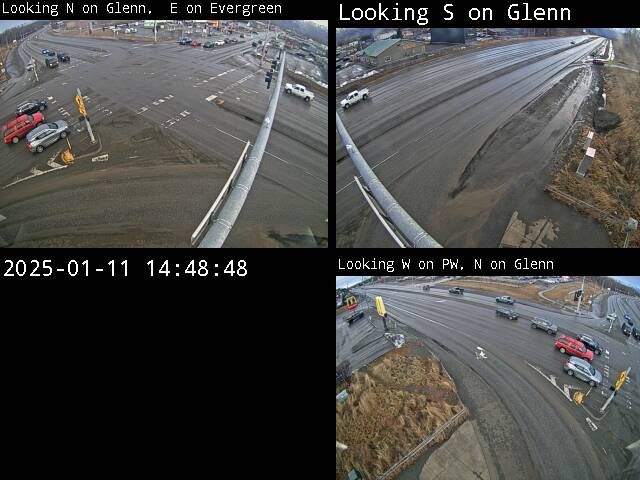 Looking N on Glenn, E on Evergreen
Looking S on Glenn
2025-01-11 14:48:48
Looking W on PW, N on Glenn